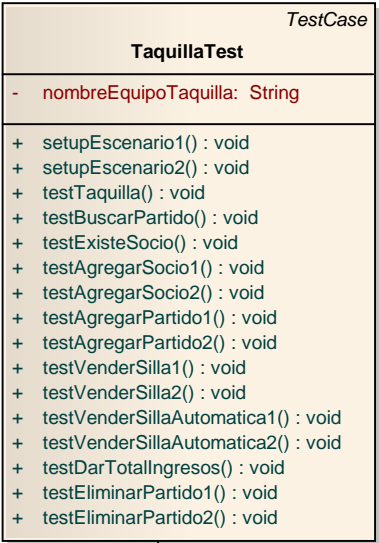 TestCase
TaquillaTest
- nombreEquipoTaquilla: String
+ setupEscenario1() : void
+ setupEscenario2() : void
+ testTaquilla() : void
+ testBuscarPartido() : void
+ testExisteSocio() : void
+ testAgregarSocio1() : void
+ testAgregarSocio2() : void
+ testAgregarPartido1() : void
+ testAgregarPartido2() : void
+ testVenderSilla1() : void
+ testVenderSilla2() : void
+ testVenderSillaAutomatica1() : void
+ testVenderSillaAutomatica2() : void
+ testDarTotalIngresos() : void
+ testEliminarPartido1() : void
+ testEliminarPartido2() : void